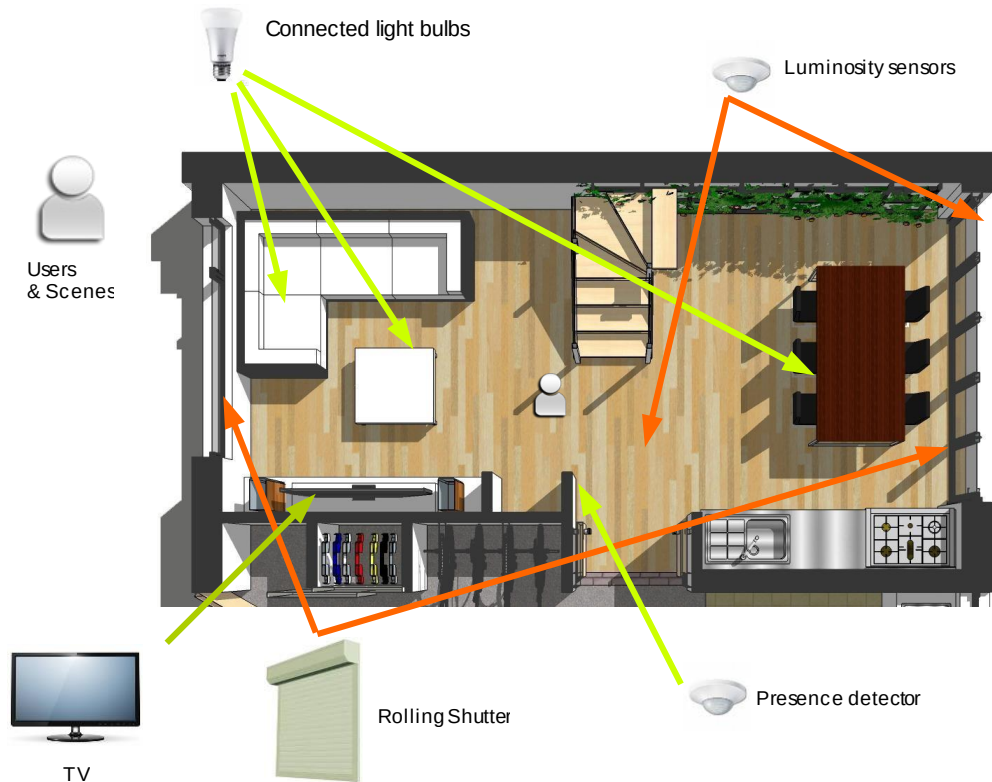 Connected light bulbs
Luminosity sensors
Users
& Scenes
Rolling Shutter
Presence detector
TV